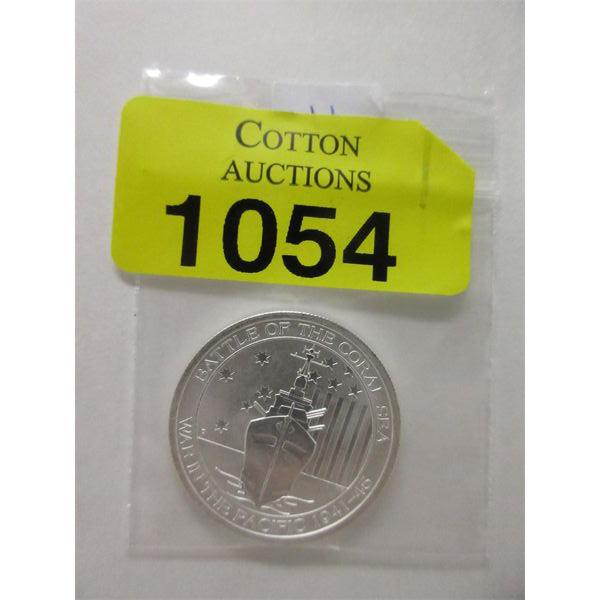 COTTON
AUCTIONS
1054
BATTLE OF THE CORAL SEA
WAR IN THE PACIFIC 1941-45